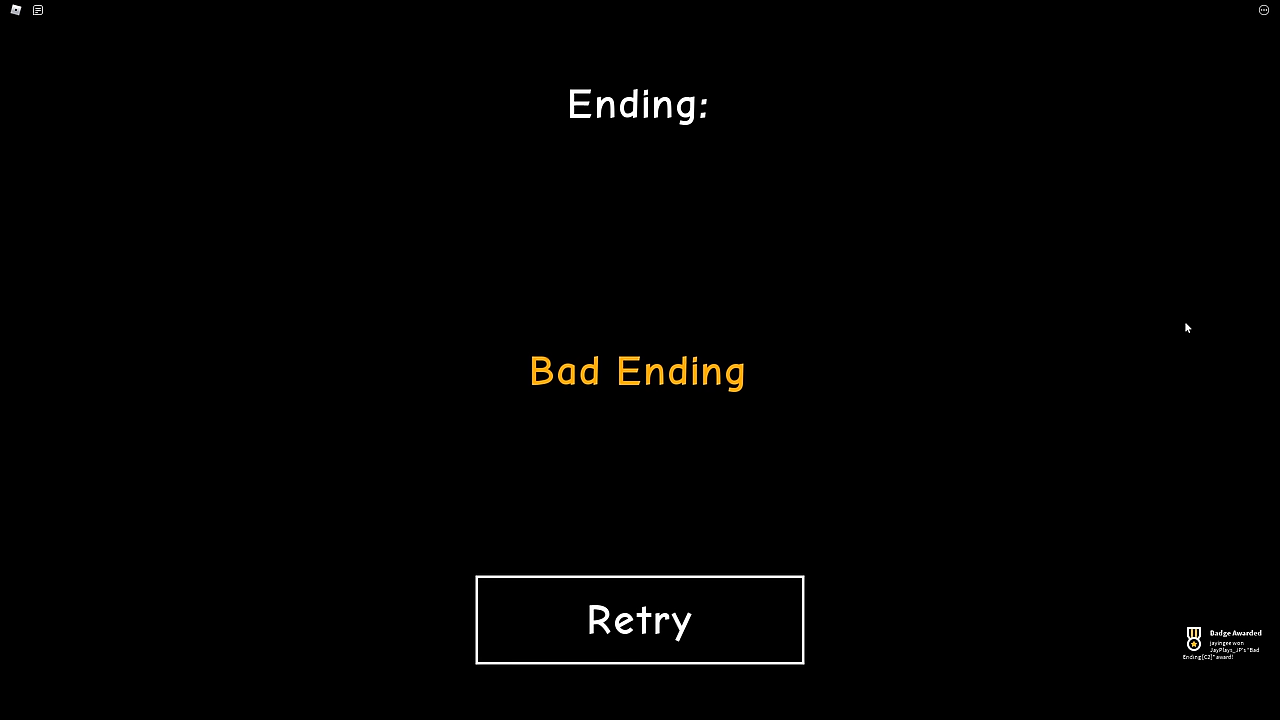 Ending:
Bad Ending
Retry
Badge Awarded
jayingee won
JayPlays_JP's "Bad
Ending[C2]" award!